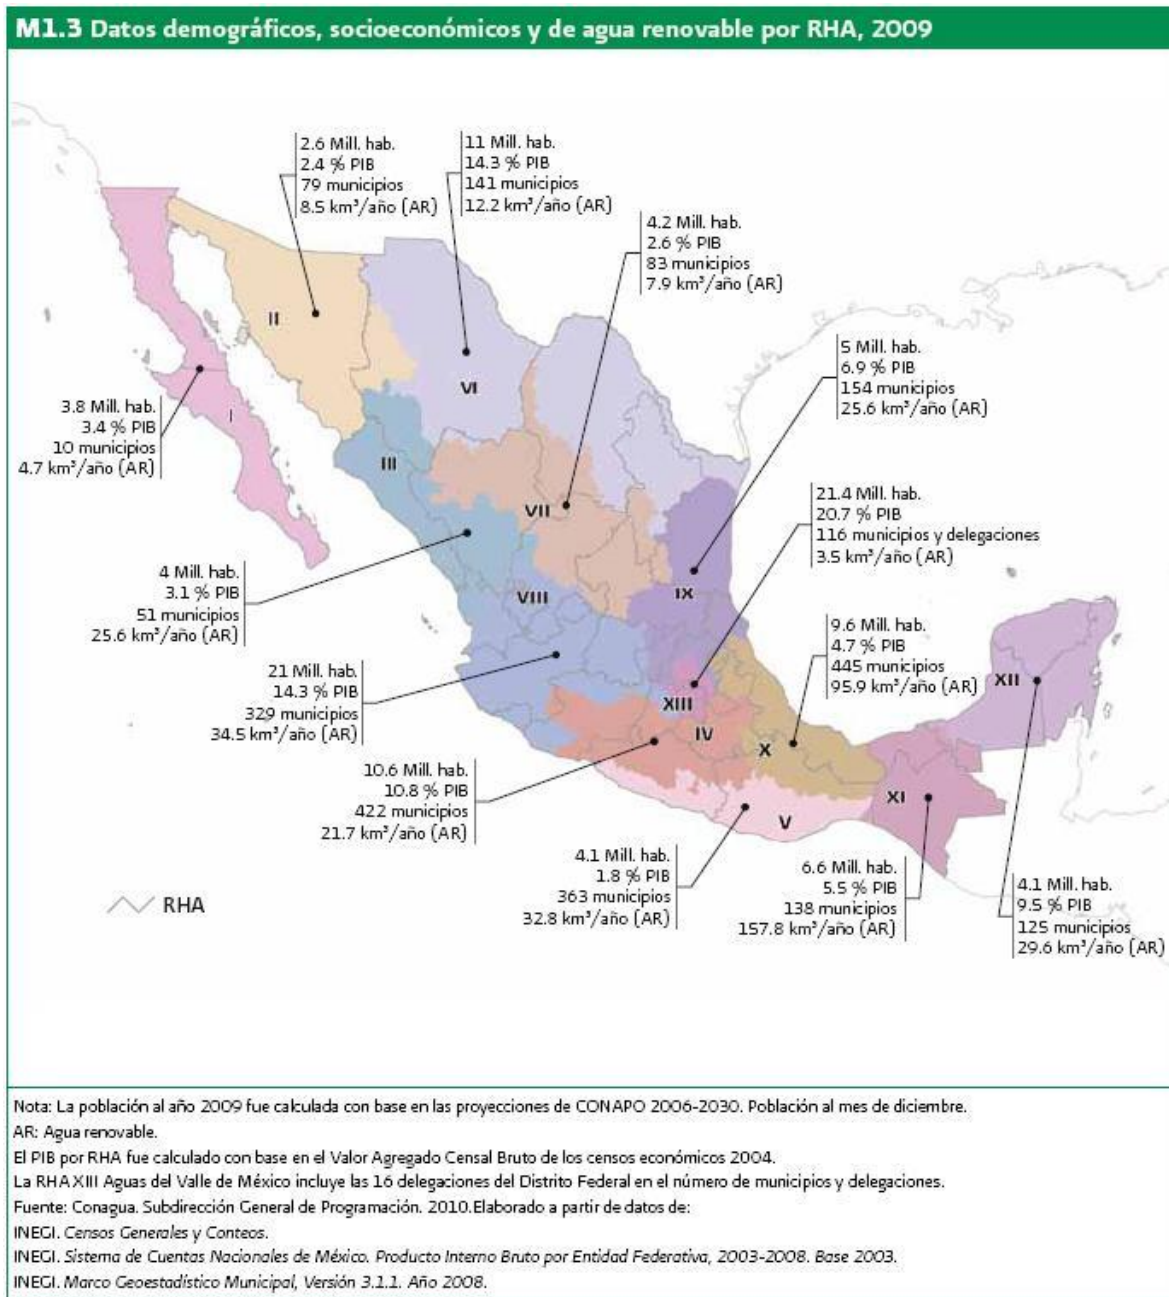 M1.3 Datos demográficos, socioeconómicos y de agua renovable por RHA, 2009
2.6 Mill. hab.
2.4 % PIB
79 municipios
8.5 km³/año (AR)
11 Mill. hab.
14.3 % PIB
141 municipios
12.2 km³/año (AR)
4.2 Mill. hab.
2.6 % PIB
83 municipios
7.9 km³/año (AR)
5 Mill. hab.
6.9 % PIB
154 municipios
25.6 km³/año (AR)
3.8 Mill. hab.
3.4 % PIB
10 municipios
4.7 km³/año (AR)
21.4 Mill. hab.
20.7 % PIB
116 municipios y delegaciones
3.5 km³/año (AR)
4 Mill. hab.
3.1 % PIB
51 municipios
25.6 km³/año (AR)
9.6 Mill. hab.
4.7 % PIB
445 municipios
95.9 km³/año (AR)
21 Mill. hab.
14.3 % PIB
329 municipios
34.5 km³/año (AR)
10.6 Mill. hab.
10.8 % PIB
422 municipios
21.7 km³/año (AR)
4.1 Mill. hab.
1.8 % PIB
363 municipios
32.8 km³/año (AR)
6.6 Mill. hab.
5.5 % PIB
138 municipios
157.8 km³/año (AR)
4.1 Mill. hab.
9.5 % PIB
125 municipios
29.6 km³/año (AR)
I
II
III
IV
V
VI
VII
VIII
IX
X
XI
XII
XIII
RHA
Nota: La población al año 2009 fue calculada con base en las proyecciones de CONAPO 2006-2030. Población al mes de diciembre.
AR: Agua renovable.
El PIB por RHA fue calculado con base en el Valor Agregado Censal Bruto de los censos económicos 2004.
La RHA XIII Aguas del Valle de México incluye las 16 delegaciones del Distrito Federal en el número de municipios y delegaciones.
Fuente: Conagua. Subdirección General de Programación. 2010.Elaborado a partir de datos de:
INEGI. Censos Generales y Conteos.
INEGI. Sistema de Cuentas Nacionales de México. Producto Interno Bruto por Entidad Federativa, 2003-2008. Base 2003.
INEGI. Marco Geoestadístico Municipal, Versión 3.1.1. Año 2008.